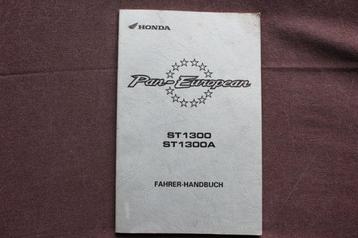 HONDA
Pan-European
ST1300
ST1300A
FAHRER-HANDBUCH